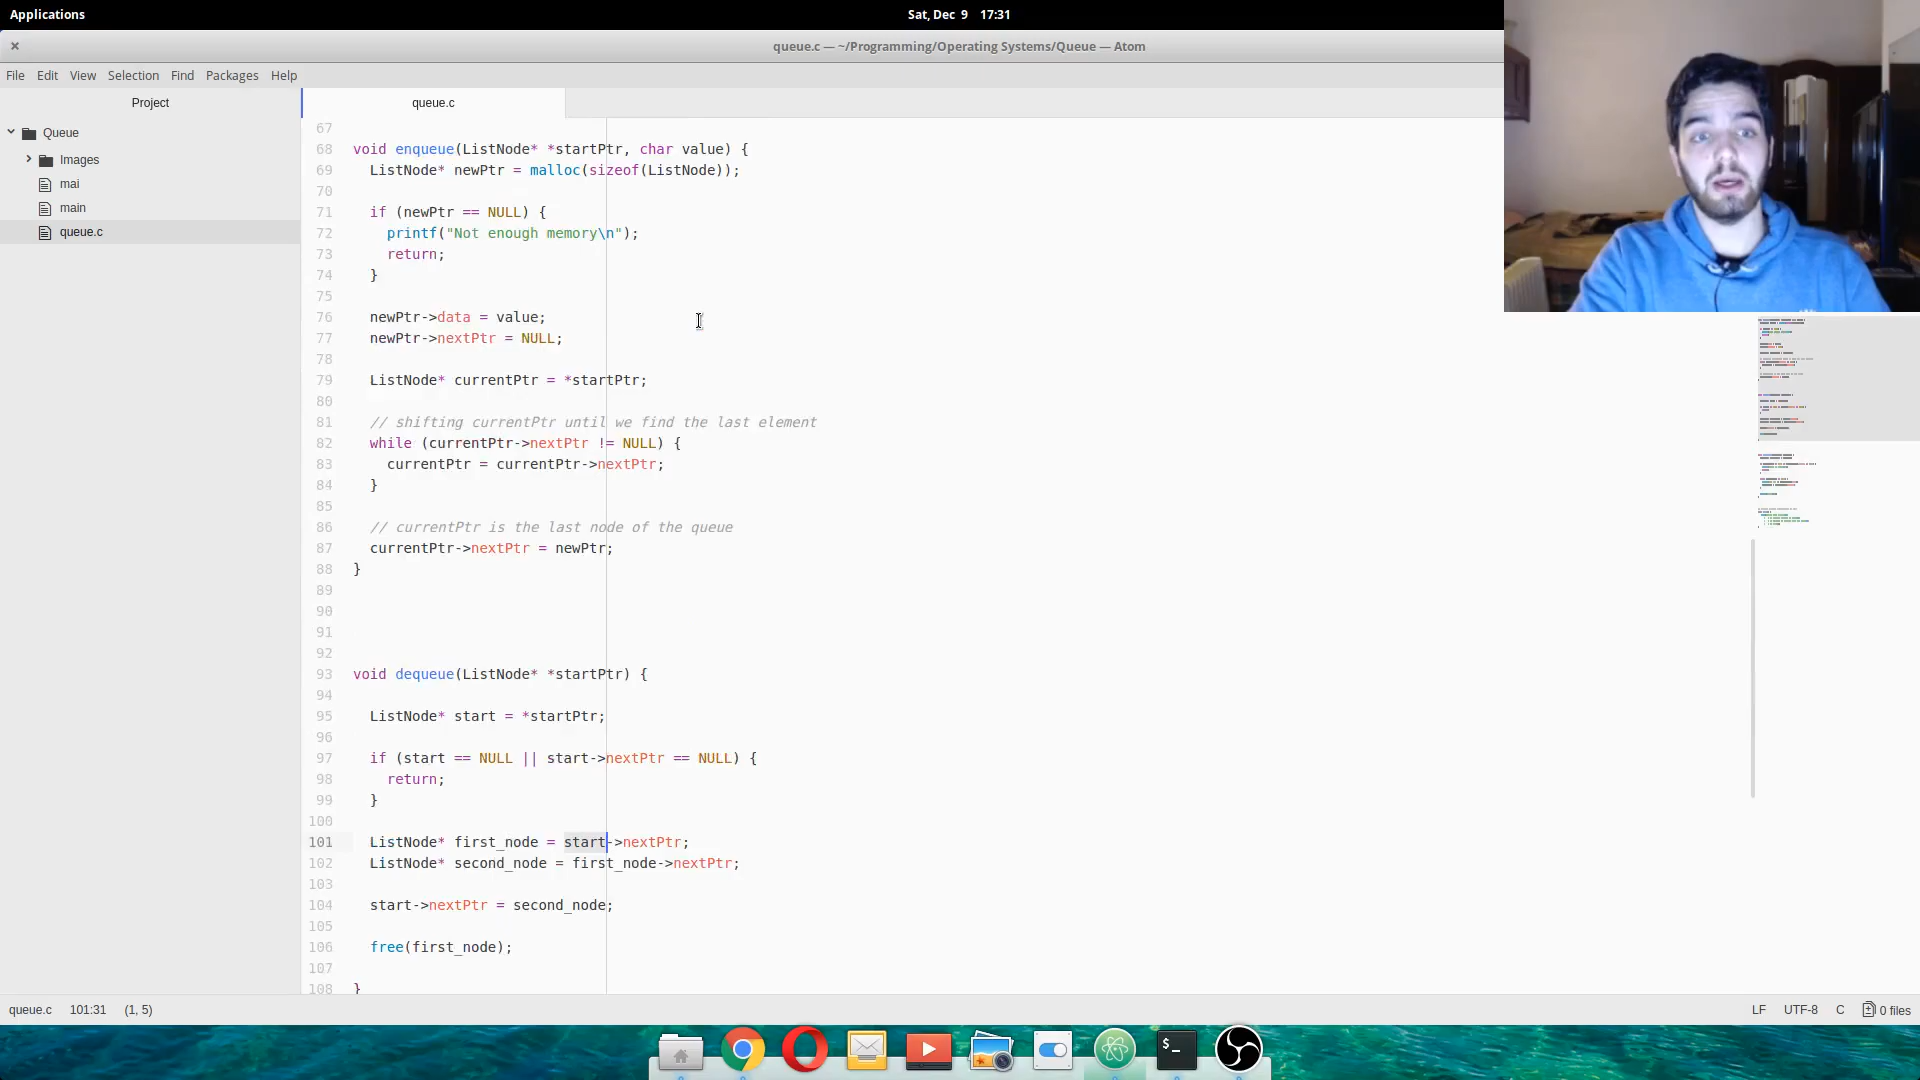 Applications
Sat, Dec 9 17:31
queue.c — ~/Programming/Operating Systems/Queue — Atom
File Edit View Selection Find Packages Help
Project
queue.c
Queue
Images
mai
main
queue.c
67
68 void enqueue(ListNode* *startPtr, char value) {
69 ListNode* newPtr = malloc(sizeof(ListNode));
70
71 if (newPtr == NULL) {
72 printf("Not enough memory\n");
73 return;
74 }
75
76 newPtr->data = value;
77 newPtr->nextPtr = NULL;
78
79 ListNode* currentPtr = *startPtr;
80
81 // shifting currentPtr until we find the last element
82 while (currentPtr->nextPtr != NULL) {
83 currentPtr = currentPtr->nextPtr;
84 }
85
86 // currentPtr is the last node of the queue
87 currentPtr->nextPtr = newPtr;
88 }
89
90
91
92
93 void dequeue(ListNode* *startPtr) {
94
95 ListNode* start = *startPtr;
96
97 if (start == NULL || start->nextPtr == NULL) {
98 return;
99 }
100
101 ListNode* first_node = start->nextPtr;
102 ListNode* second_node = first_node->nextPtr;
103
104 start->nextPtr = second_node;
105
106 free(first_node);
107
108 }
queue.c 101:31 (1, 5)
LF UTF-8 C 0 files
$_